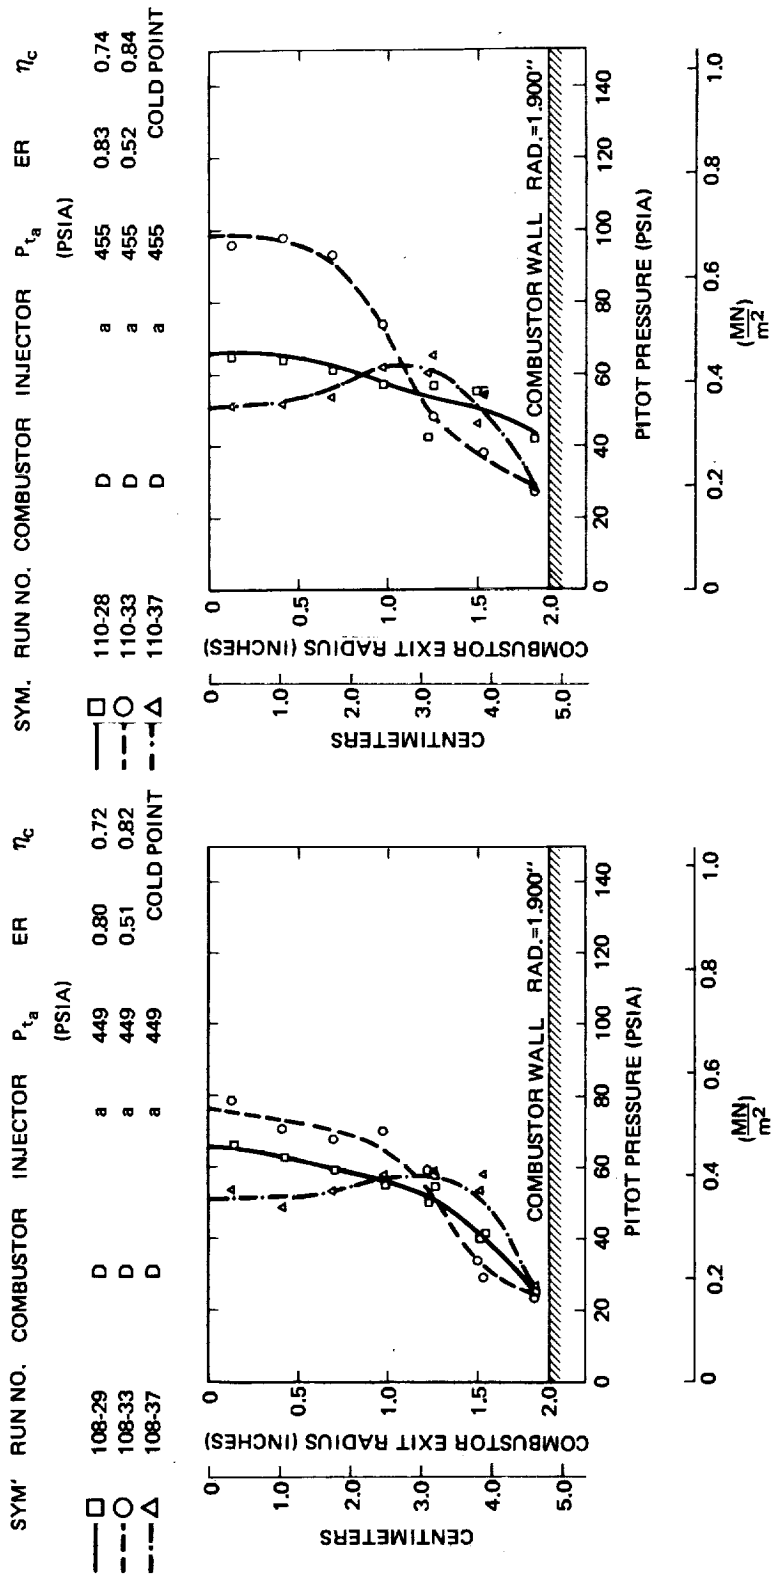 SYM' RUN NO. COMBUSTOR INJECTOR Pta (PSIA) ER ηc
108-29 D a 449 0.80 0.72
108-33 D a 449 0.51 0.82
108-37 D a 449 COLD POINT
CENTIMETERS
0 1.0 2.0 3.0 4.0 5.0
COMBUSTOR EXIT RADIUS (INCHES)
0 0.5 1.0 1.5 2.0
COMBUSTOR WALL RAD.=1.900"
0 20 40 60 80 100 120 140
PITOT PRESSURE (PSIA)
0 0.2 0.4 0.6 0.8 1.0
(MN/m2)
SYM. RUN NO. COMBUSTOR INJECTOR Pta (PSIA) ER ηc
110-28 D a 455 0.83 0.74
110-33 D a 455 0.52 0.84
110-37 D a 455 COLD POINT
CENTIMETERS
0 1.0 2.0 3.0 4.0 5.0
COMBUSTOR EXIT RADIUS (INCHES)
0 0.5 1.0 1.5 2.0
COMBUSTOR WALL RAD.=1.900"
0 20 40 60 80 100 120 140
PITOT PRESSURE (PSIA)
0 0.2 0.4 0.6 0.8 1.0
(MN/m2)